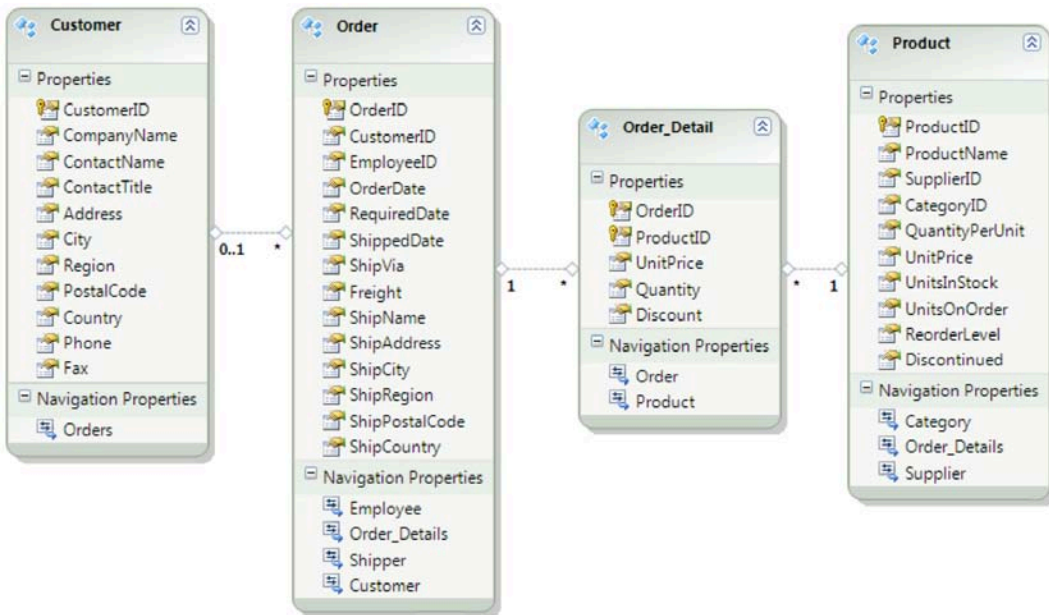 Customer
Properties
CustomerID
CompanyName
ContactName
ContactTitle
Address
City
Region
PostalCode
Country
Phone
Fax
Navigation Properties
Orders
0..1
*
Order
Properties
OrderID
CustomerID
EmployeeID
OrderDate
RequiredDate
ShippedDate
ShipVia
Freight
ShipName
ShipAddress
ShipCity
ShipRegion
ShipPostalCode
ShipCountry
Navigation Properties
Employee
Order_Details
Shipper
Customer
1
*
Order_Detail
Properties
OrderID
ProductID
UnitPrice
Quantity
Discount
Navigation Properties
Order
Product
*
1
Product
Properties
ProductID
ProductName
SupplierID
CategoryID
QuantityPerUnit
UnitPrice
UnitsInStock
UnitsOnOrder
ReorderLevel
Discontinued
Navigation Properties
Category
Order_Details
Supplier